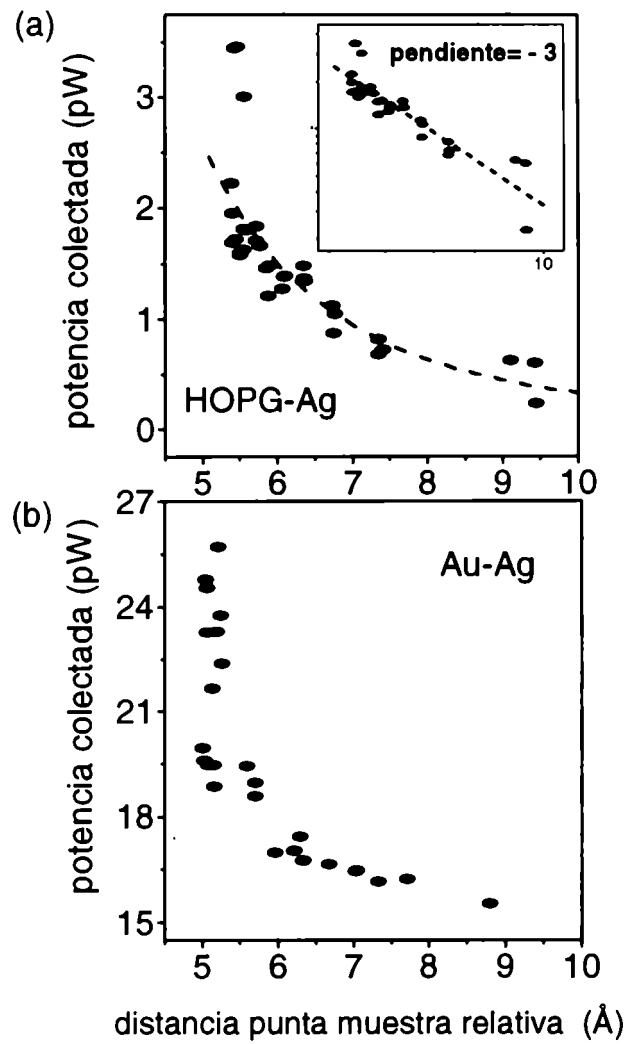 (a)
potencia colectada (pW)
3
2
1
0
pendiente= - 3
10
HOPG-Ag
5 6 7 8 9 10
(b)
potencia colectada (pW)
27
24
21
18
15
Au-Ag
5 6 7 8 9 10
distancia punta muestra relativa (Å)